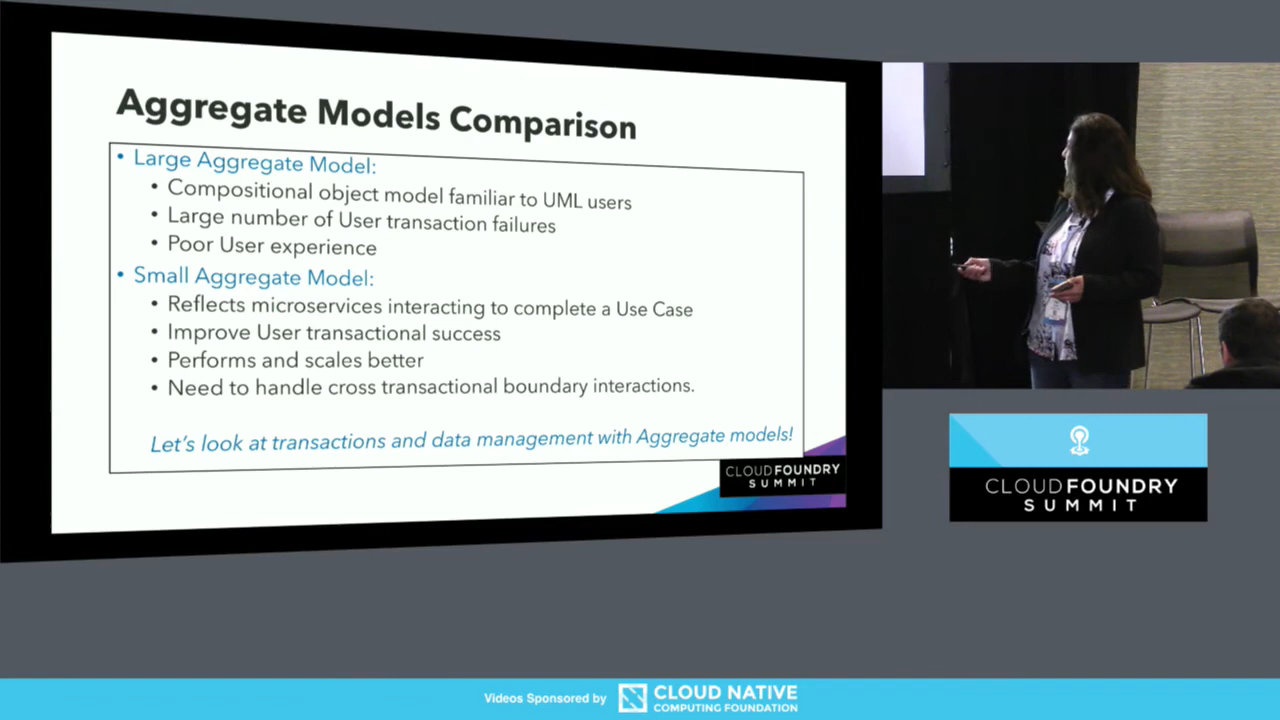 Aggregate Models Comparison
• Large Aggregate Model:
• Compositional object model familiar to UML users
• Large number of User transaction failures
• Poor User experience
• Small Aggregate Model:
• Reflects microservices interacting to complete a Use Case
• Improve User transactional success
• Performs and scales better
• Need to handle cross transactional boundary interactions.
Let's look at transactions and data management with Aggregate models!
CLOUDFOUNDRY
SUMMIT
CLOUDFOUNDRY
SUMMIT
Videos Sponsored by
CLOUD NATIVE
COMPUTING FOUNDATION